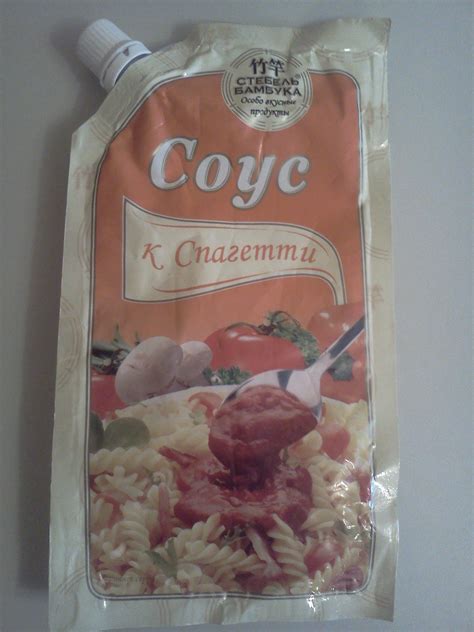 竹竿
СТЕБЕЛЬ
БАМБУКА
Особо вкусные
продукты
Соус
к Спагетти